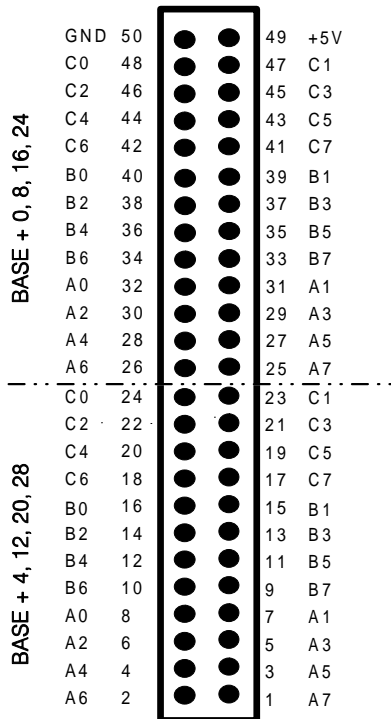 GND 50 49 +5V
C0 48 47 C1
C2 46 45 C3
C4 44 43 C5
C6 42 41 C7
B0 40 39 B1
B2 38 37 B3
B4 36 35 B5
B6 34 33 B7
A0 32 31 A1
A2 30 29 A3
A4 28 27 A5
A6 26 25 A7
BASE + 0, 8, 16, 24
C0 24 23 C1
C2 22 21 C3
C4 20 19 C5
C6 18 17 C7
B0 16 15 B1
B2 14 13 B3
B4 12 11 B5
B6 10 9 B7
A0 8 7 A1
A2 6 5 A3
A4 4 3 A5
A6 2 1 A7
BASE + 4, 12, 20, 28